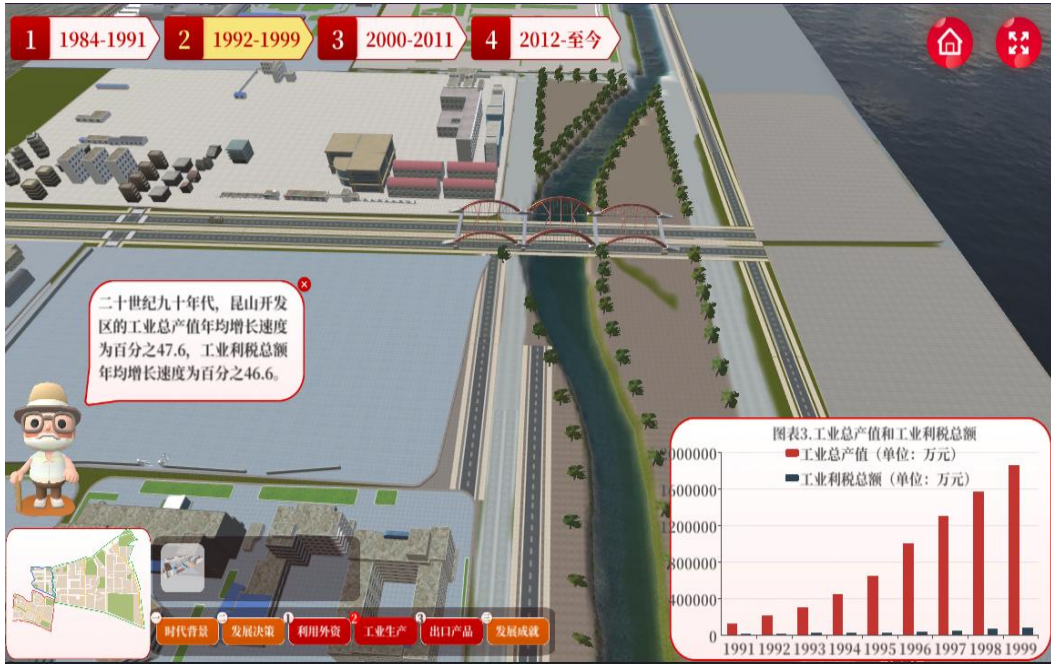 1 1984-1991
2 1992-1999
3 2000-2011
4 2012-至今
二十世纪九十年代，昆山开发
区的工业总产值年均增长速度
为百分之47.6，工业利税总额
年均增长速度为百分之46.6。
图表3.工业总产值和工业利税总额
工业总产值（单位：万元）
工业利税总额（单位：万元）
2000000
1600000
1200000
800000
400000
0
1991 1992 1993 1994 1995 1996 1997 1998 1999
一 时代背景
二 发展决策
1 利用外资
2 工业生产
3 出口产品
三 发展成就